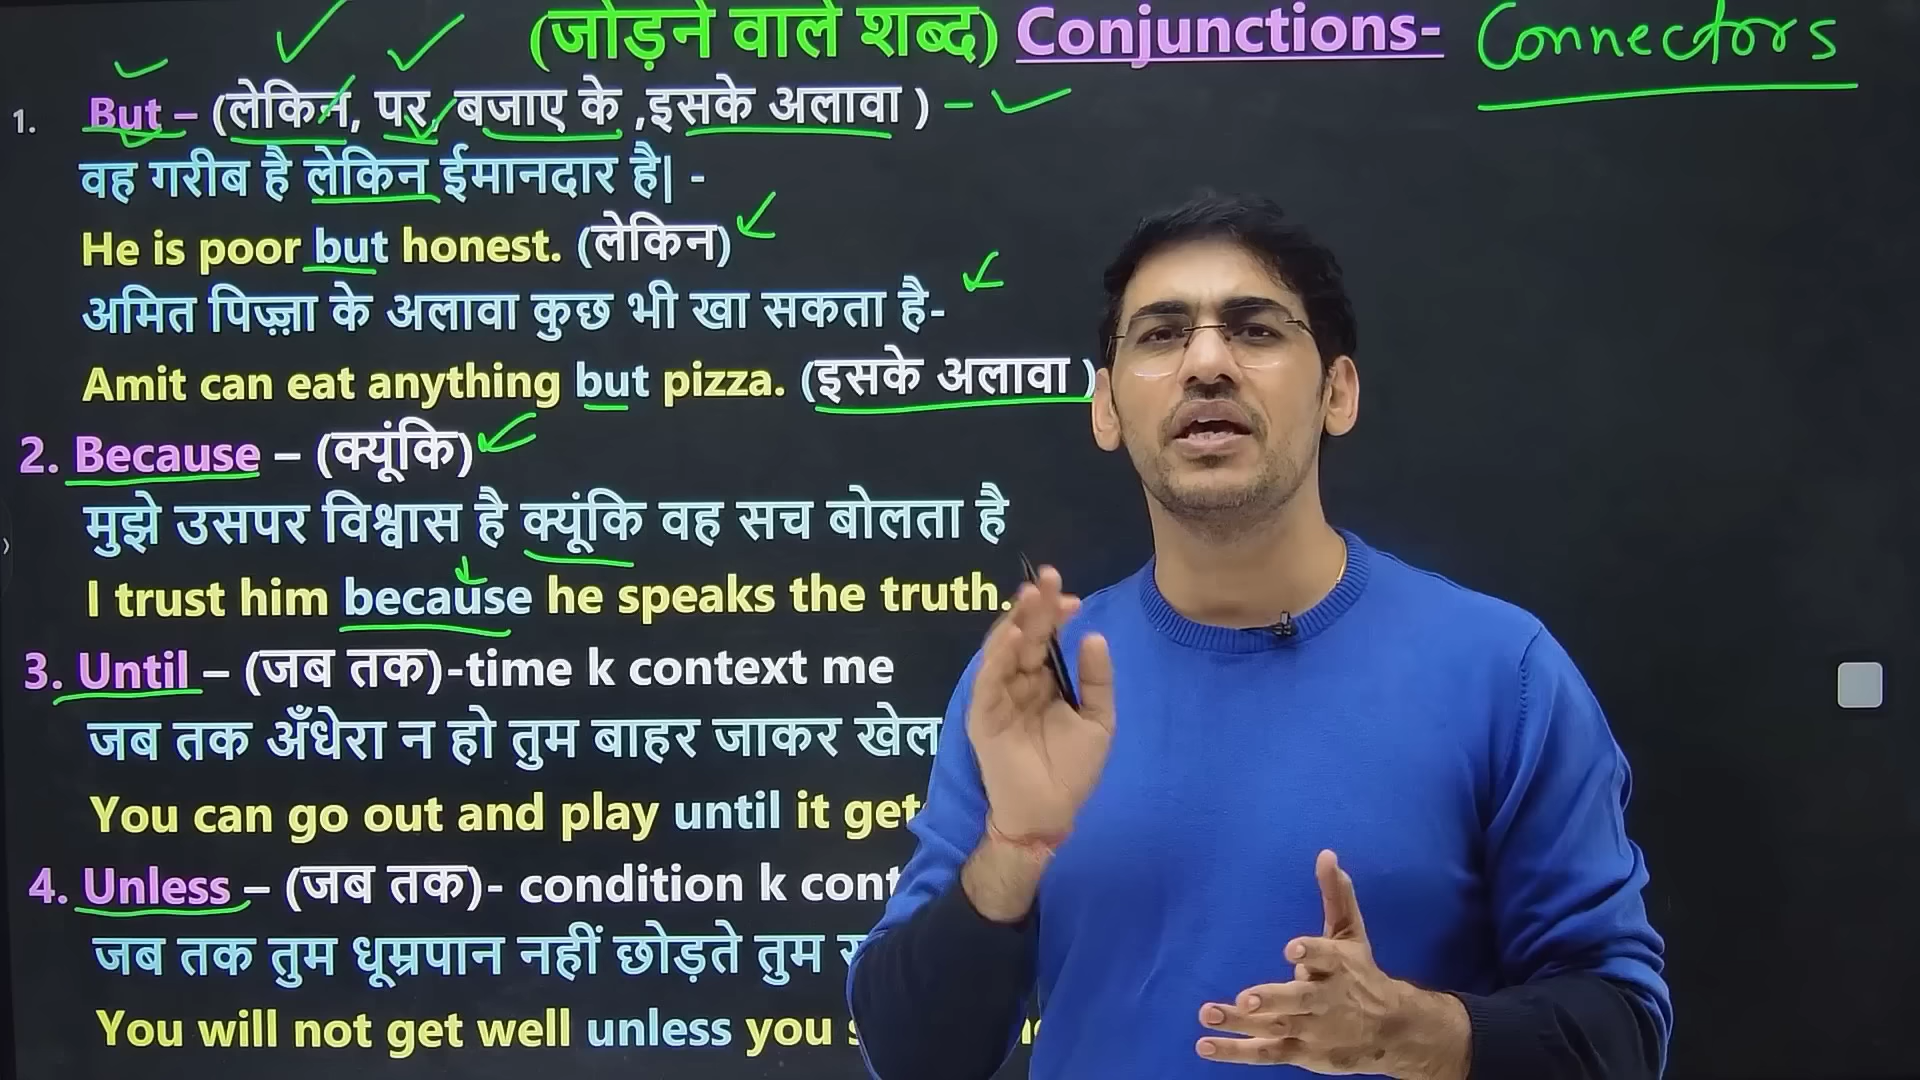 (जोड़ने वाले शब्द) Conjunctions- Connectors
1. But – (लेकिन, पर, बजाए के ,इसके अलावा ) –
वह गरीब है लेकिन ईमानदार है| -
He is poor but honest. (लेकिन)
अमित पिज़्ज़ा के अलावा कुछ भी खा सकता है-
Amit can eat anything but pizza. (इसके अलावा )
2. Because – (क्यूंकि)
मुझे उसपर विश्वास है क्यूंकि वह सच बोलता है
I trust him because he speaks the truth.
3. Until – (जब तक)-time k context me
जब तक अँधेरा न हो तुम बाहर जाकर खेल
You can go out and play until it get
4. Unless – (जब तक)- condition k cont
जब तक तुम धूम्रपान नहीं छोड़ते तुम
You will not get well unless you